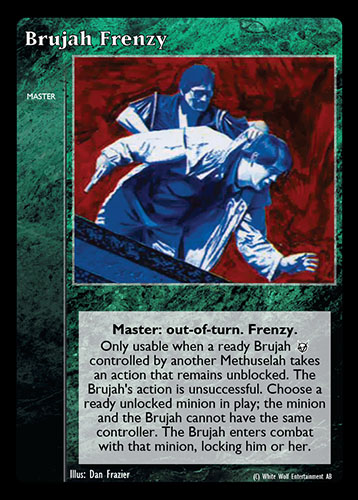 Brujah Frenzy
MASTER
Master: out-of-turn. Frenzy.
Only usable when a ready Brujah
controlled by another Methuselah takes
an action that remains unblocked. The
Brujah's action is unsuccessful. Choose a
ready unlocked minion in play; the minion
and the Brujah cannot have the same
controller. The Brujah enters combat
with that minion, locking him or her.
Illus: Dan Frazier
(C) White Wolf Entertainment AB